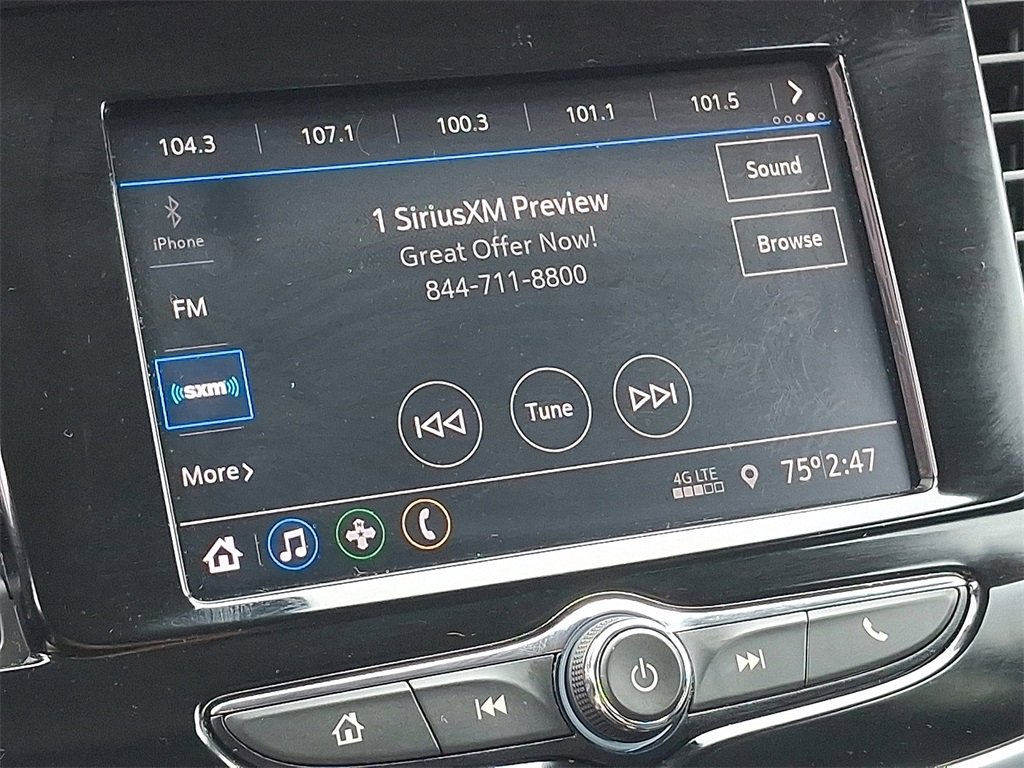 104.3 107.1 100.3 101.1 101.5
iPhone
FM
sxm
More
1 SiriusXM Preview
Great Offer Now!
844-711-8800
Sound
Browse
Tune
4G LTE
75° 2:47